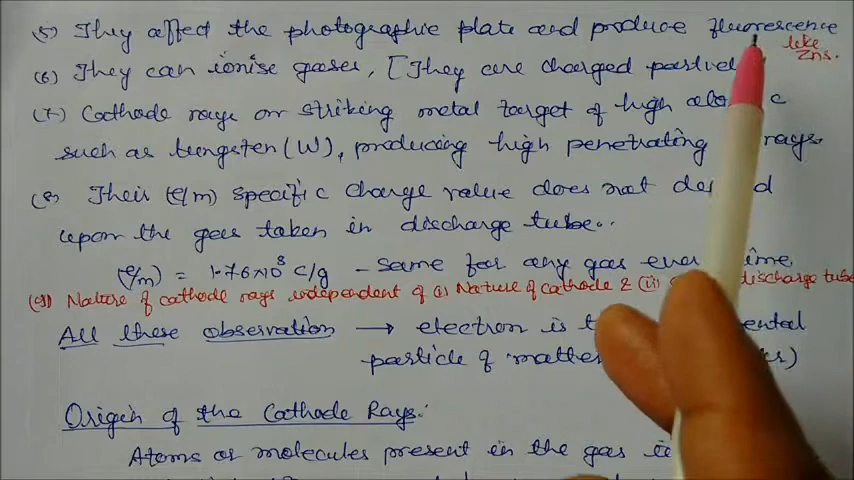 (5) They affect the photographic plate and produce fluorescence
like
ZnS.
(6) They can ionise gases, [They are charged
(7) Cathode rays on striking metal target of high
such as tungsten (W), producing high penetrating rays.
(8) Their (e/m) specific charge value does not
upon the gas taken in discharge tube..
(e/m) = 1.76×10⁸ C/g - same for any gas
(9) Nature of cathode rays independent of (i) Nature of cathode & (ii) discharge tube
All these observation → electron is
particle of matter
Origin of the Cathode Rays:
Atoms or molecules present in the gas